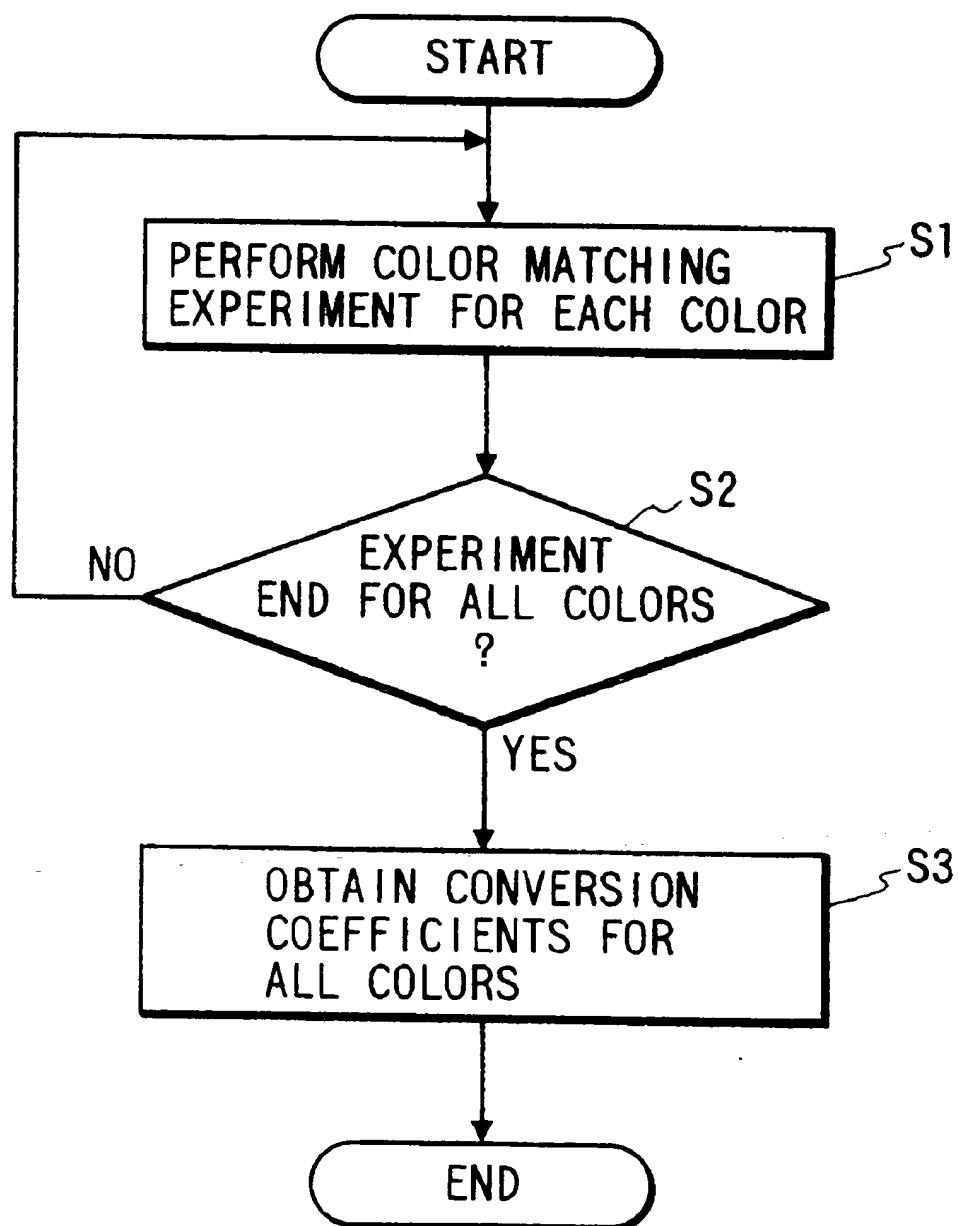 START
PERFORM COLOR MATCHING
EXPERIMENT FOR EACH COLOR
S1
S2
EXPERIMENT
END FOR ALL COLORS
?
NO
YES
OBTAIN CONVERSION
COEFFICIENTS FOR
ALL COLORS
S3
END